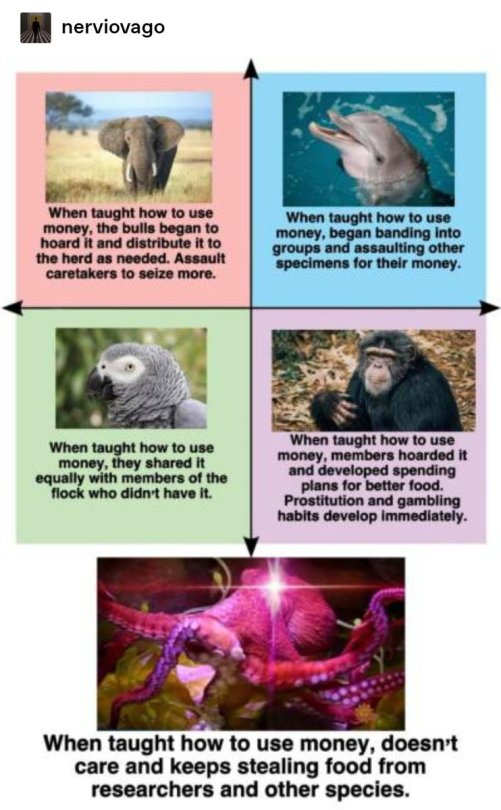 nerviovago
When taught how to use
money, the bulls began to
hoard it and distribute it to
the herd as needed. Assault
caretakers to seize more.
When taught how to use
money, began banding into
groups and assaulting other
specimens for their money.
When taught how to use
money, they shared it
equally with members of the
flock who didn't have it.
When taught how to use
money, members hoarded it
and developed spending
plans for better food.
Prostitution and gambling
habits develop immediately.
When taught how to use money, doesn't
care and keeps stealing food from
researchers and other species.